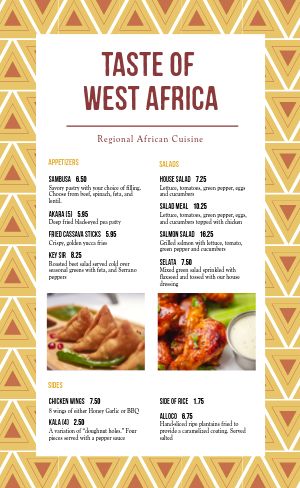 TASTE OF
WEST AFRICA
Regional African Cuisine
APPETIZERS
SAMBUSA 6.50
Savory pastry with your choice of filling.
Choose from beef, spinach, feta, and
lentil.
AKARA (5) 5.95
Deep fried black-eyed pea patty
FRIED CASSAVA STICKS 5.95
Crispy, golden yucca fries
KEY SIR 8.25
Roasted beet salad served cold over
seasonal greens with feta, and Serrano
peppers
SALADS
HOUSE SALAD 7.25
Lettuce, tomatoes, green pepper, eggs
and cucumbers
SALAD MEAL 10.25
Lettuce, tomatoes, green pepper, eggs,
and cucumbers topped with chicken
SALMON SALAD 16.25
Grilled salmon with lettuce, tomato,
green pepper and cucumbers
SELATA 7.50
Mixed green salad sprinkled with
flaxseed and tossed with our house
dressing
SIDES
CHICKEN WINGS 7.50
8 wings of either Honey Garlic or BBQ
KALA (4) 2.50
A variation of "doughnut holes." Four
pieces served with a pepper sauce
SIDE OF RICE 1.75
ALLOCO 6.75
Hand-sliced ripe plantains fried to
provide a caramelized coating. Served
salted